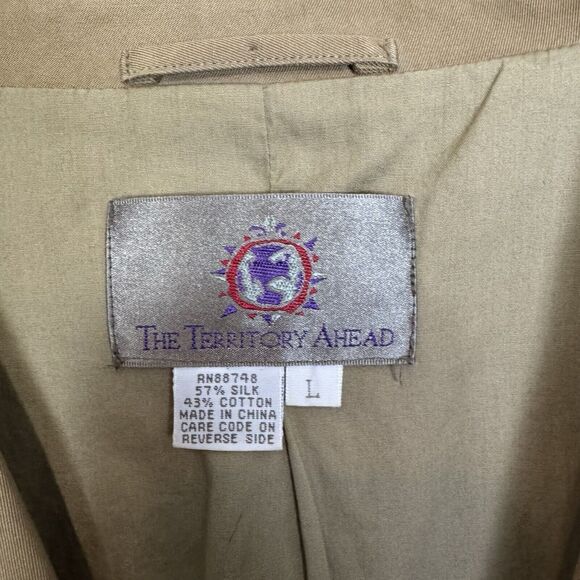 THE TERRITORY AHEAD
RN88748
57% SILK
43% COTTON
MADE IN CHINA
CARE CODE ON
REVERSE SIDE
L